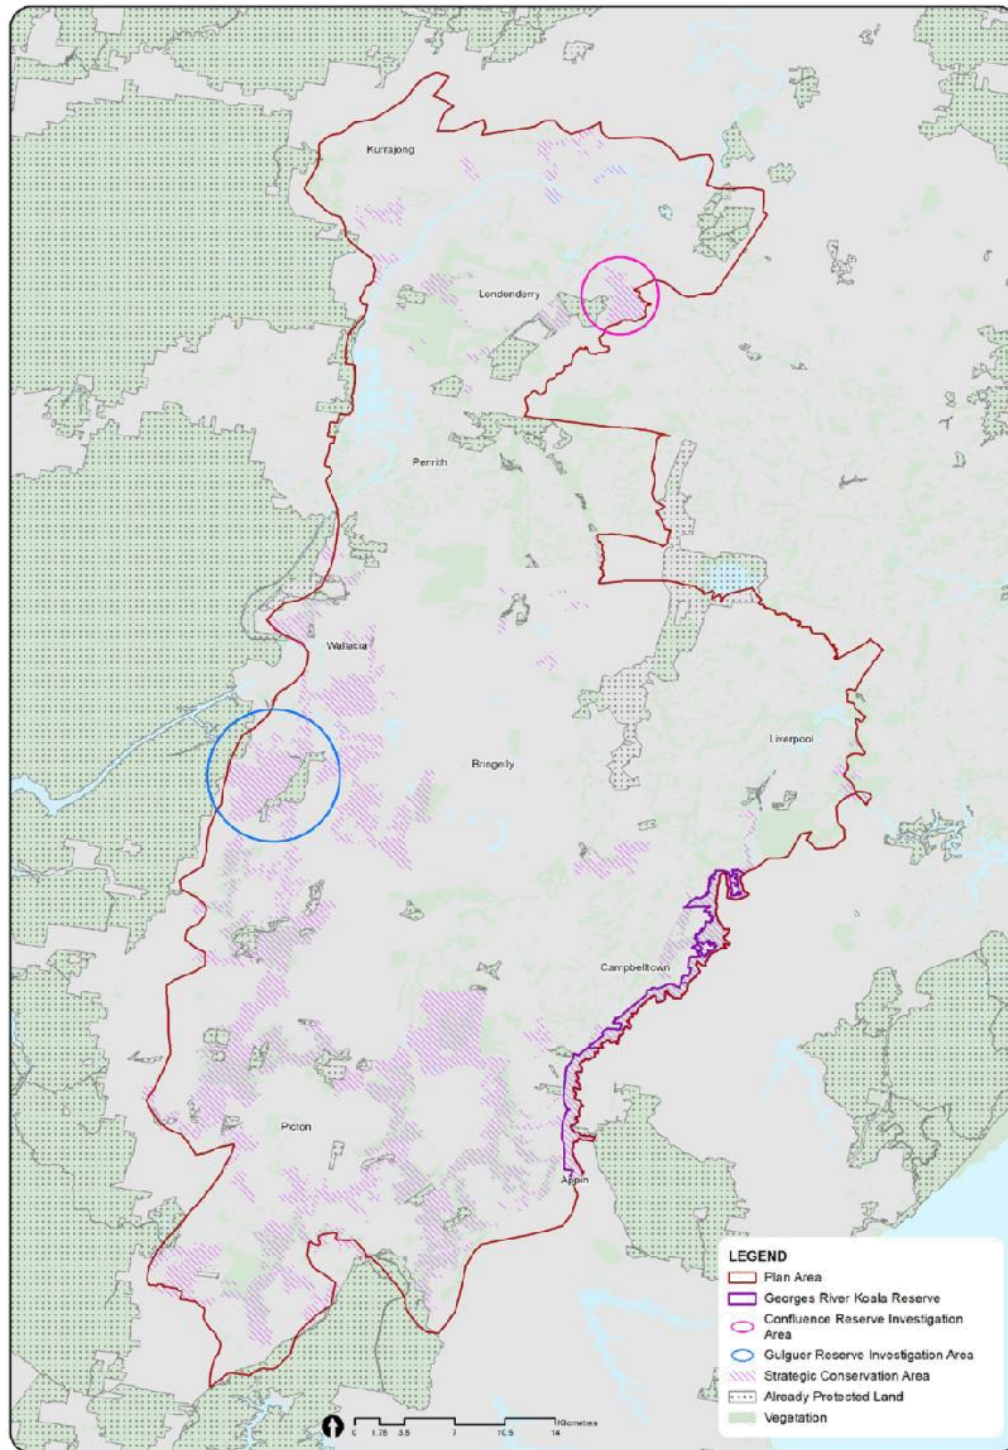 Kurrajong
Londonderry
Penrith
Wallacia
Liverpool
Bringelly
Campbelltown
Picton
Appin
LEGEND
Plan Area
Georges River Koala Reserve
Confluence Reserve Investigation
Area
Gulguer Reserve Investigation Area
Strategic Conservation Area
Already Protected Land
Vegetation
Kilometres
0 1.75 3.5 7 10.5 14